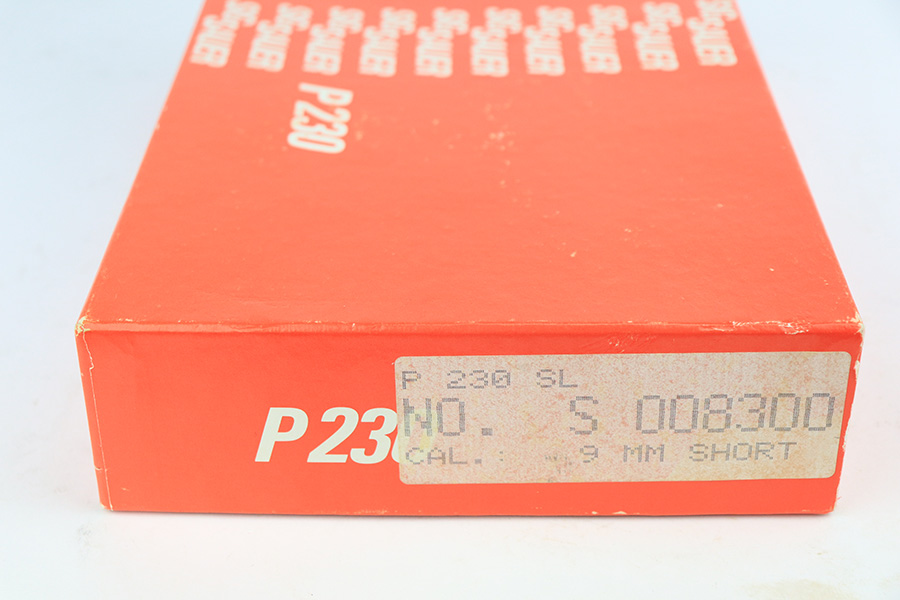 SIG SAUER SIG SAUER SIG SAUER SIG SAUER SIG SAUER SIG SAUER SIG SAUER SIG SAUER SIG SAUER SIG SAUER
P 230
P 230
P 230 SL
NO. S 008300
CAL.: 9 MM SHORT